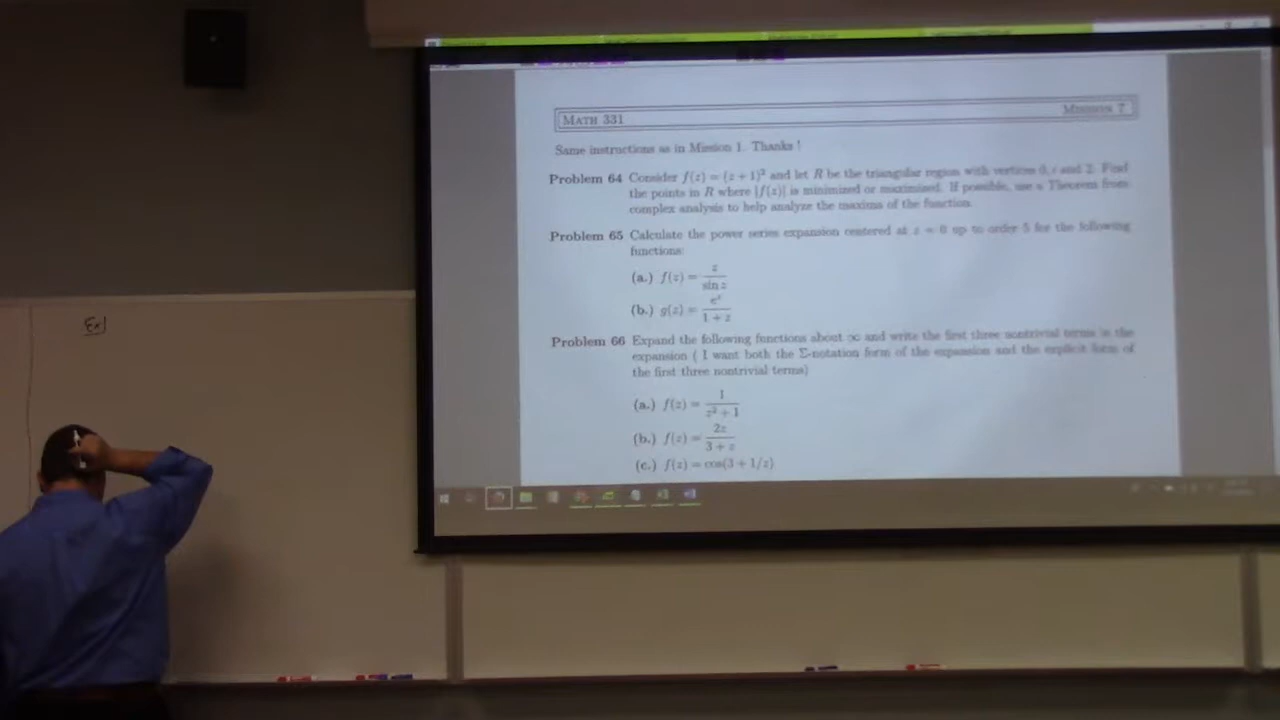 Ex
MATH 331
MISSION 7
Same instructions as in Mission 1. Thanks !
Problem 64 Consider f(z) = (z + 1)² and let R be the triangular region with vertices 0, i and 2. Find
the points in R where |f(z)| is minimized or maximized. If possible, use a Theorem from
complex analysis to help analyze the maxima of the function.
Problem 65 Calculate the power series expansion centered at z = 0 up to order 5 for the following
functions:
(a.) f(z) = z / sin z
(b.) g(z) = eᶻ / 1 + z
Problem 66 Expand the following functions about ∞ and write the first three nontrivial terms in the
expansion ( I want both the Σ-notation form of the expansion and the explicit form of
the first three nontrivial terms)
(a.) f(z) = 1 / z² + 1
(b.) f(z) = 2z / 3 + z
(c.) f(z) = cos(3 + 1/z)